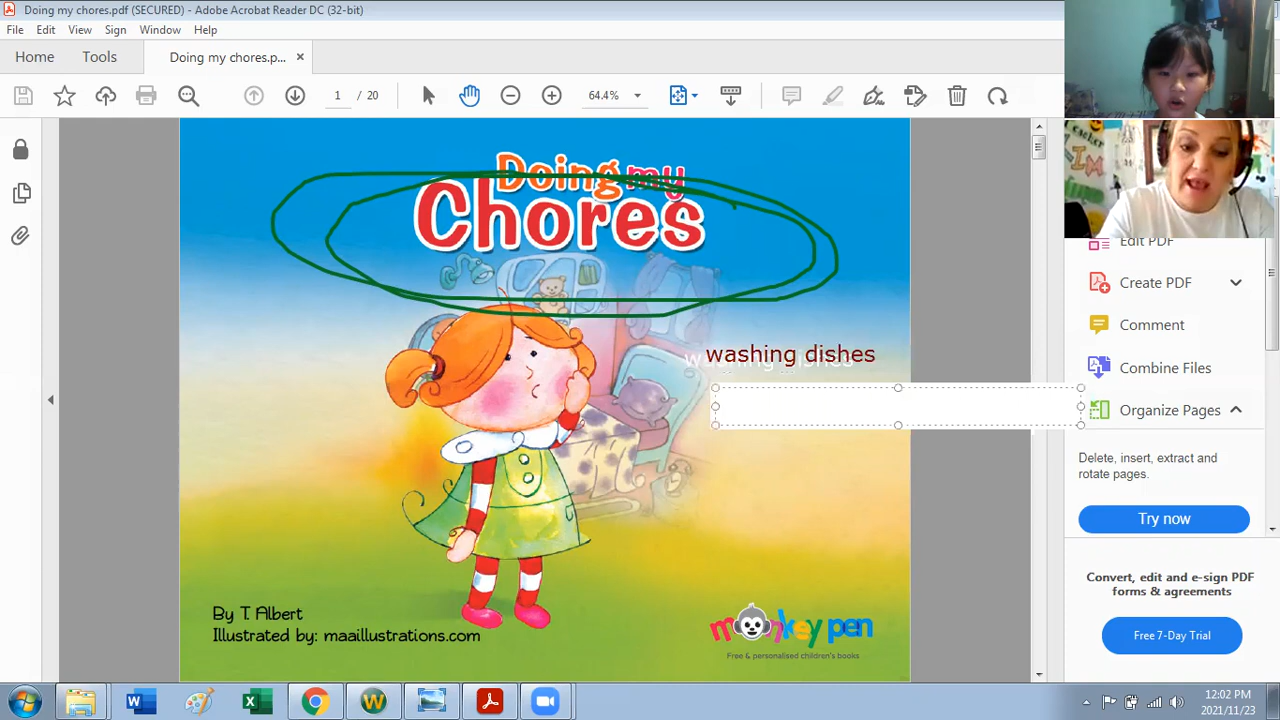 Doing my chores.pdf (SECURED) - Adobe Acrobat Reader DC (32-bit)
File Edit View Sign Window Help
Home Tools Doing my chores.p... ×
1 / 20 64.4%
Doing my
Chores
washing dishes
washing dishes
By T. Albert
Illustrated by: maaillustrations.com
monkey pen
Free & personalised children's books
Edit PDF
Create PDF
Comment
Combine Files
Organize Pages
Delete, insert, extract and
rotate pages.
Try now
Convert, edit and e-sign PDF
forms & agreements
Free 7-Day Trial
12:02 PM
2021/11/23